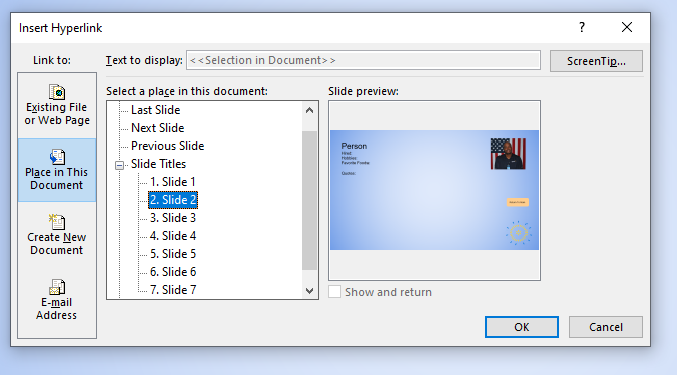 Insert Hyperlink
? ×
Link to:
Text to display: <<Selection in Document>>
ScreenTip...
Existing File
or Web Page
Place in This
Document
Create New
Document
E-mail
Address
Select a place in this document:
Last Slide
Next Slide
Previous Slide
Slide Titles
1. Slide 1
2. Slide 2
3. Slide 3
4. Slide 4
5. Slide 5
6. Slide 6
7. Slide 7
Slide preview:
Person
Hired:
Hobbies:
Favorite Foods:
Quotes:
Show and return
OK
Cancel